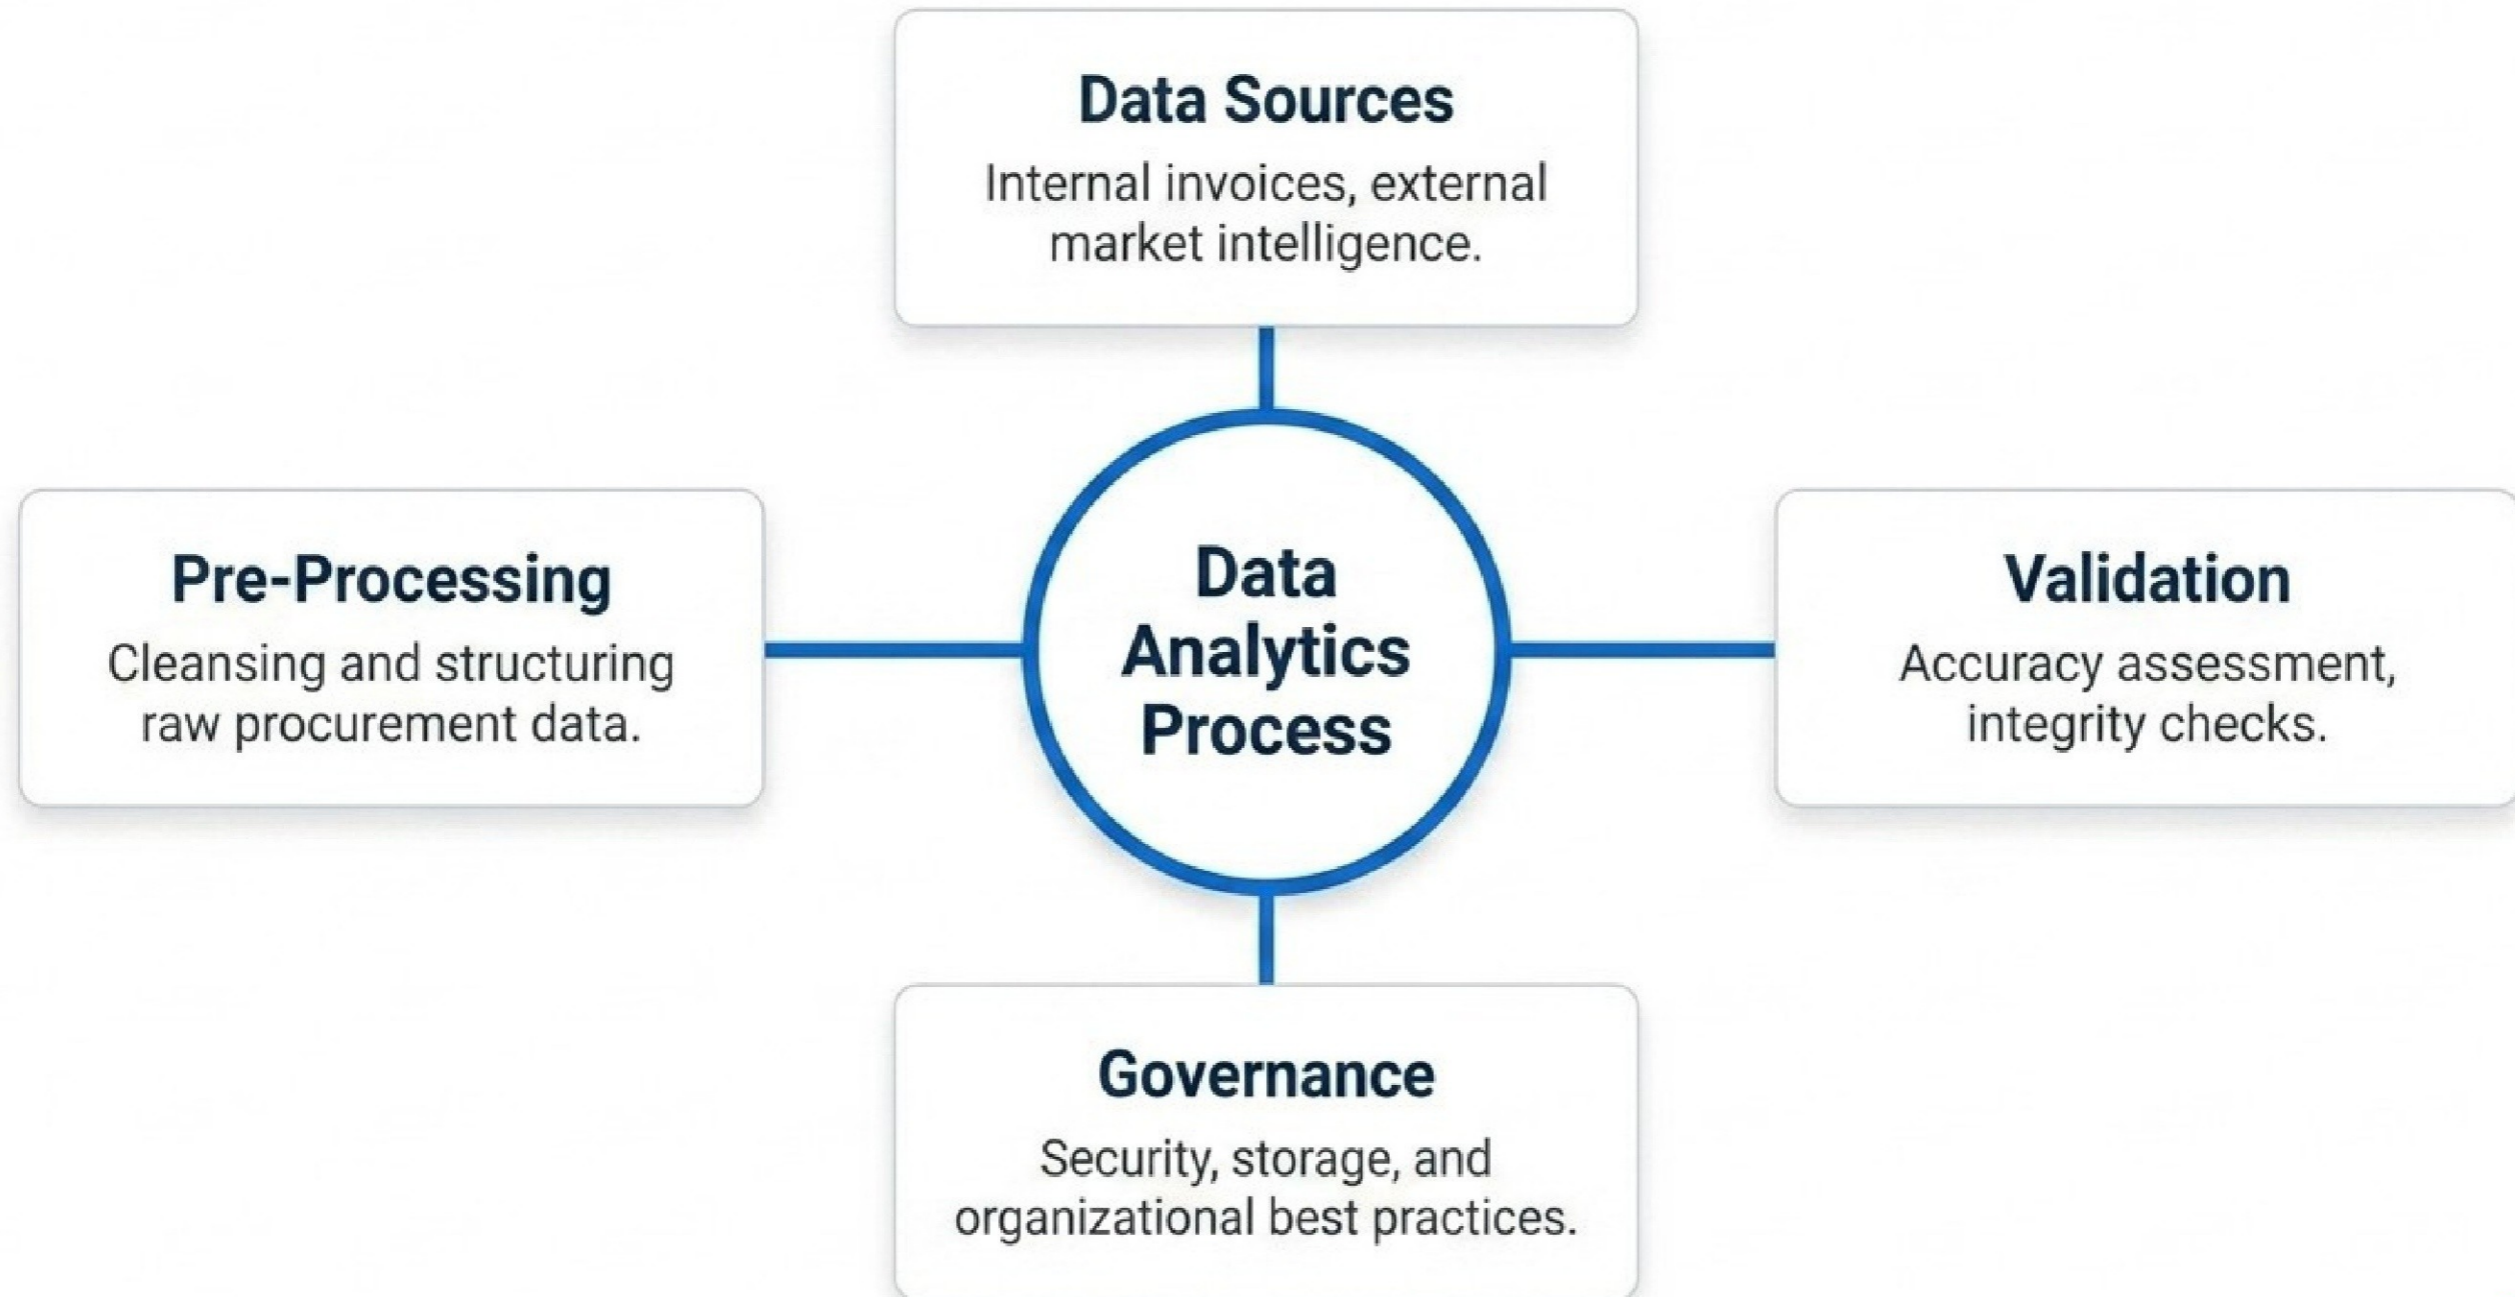 Data Sources
Internal invoices, external
market intelligence.
Pre-Processing
Cleansing and structuring
raw procurement data.
Data
Analytics
Process
Validation
Accuracy assessment,
integrity checks.
Governance
Security, storage, and
organizational best practices.